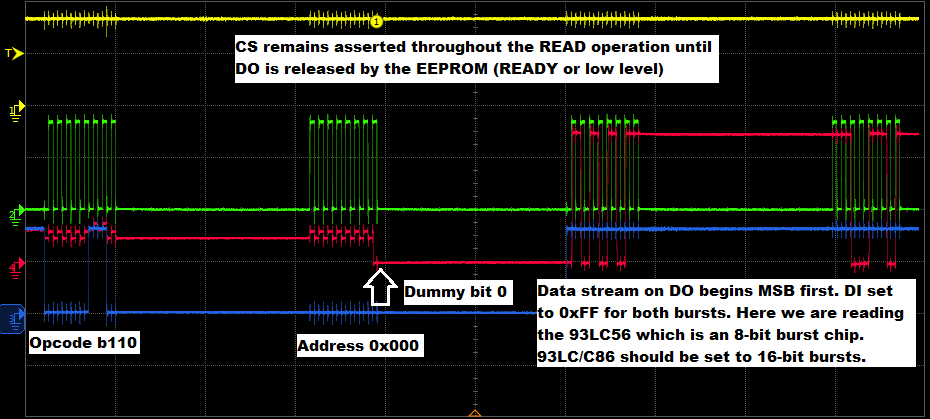 1
CS remains asserted throughout the READ operation until
DO is released by the EEPROM (READY or low level)
T
1
2
4
3
Dummy bit 0
Opcode b110
Address 0x000
Data stream on DO begins MSB first. DI set
to 0xFF for both bursts. Here we are reading
the 93LC56 which is an 8-bit burst chip.
93LC/C86 should be set to 16-bit bursts.